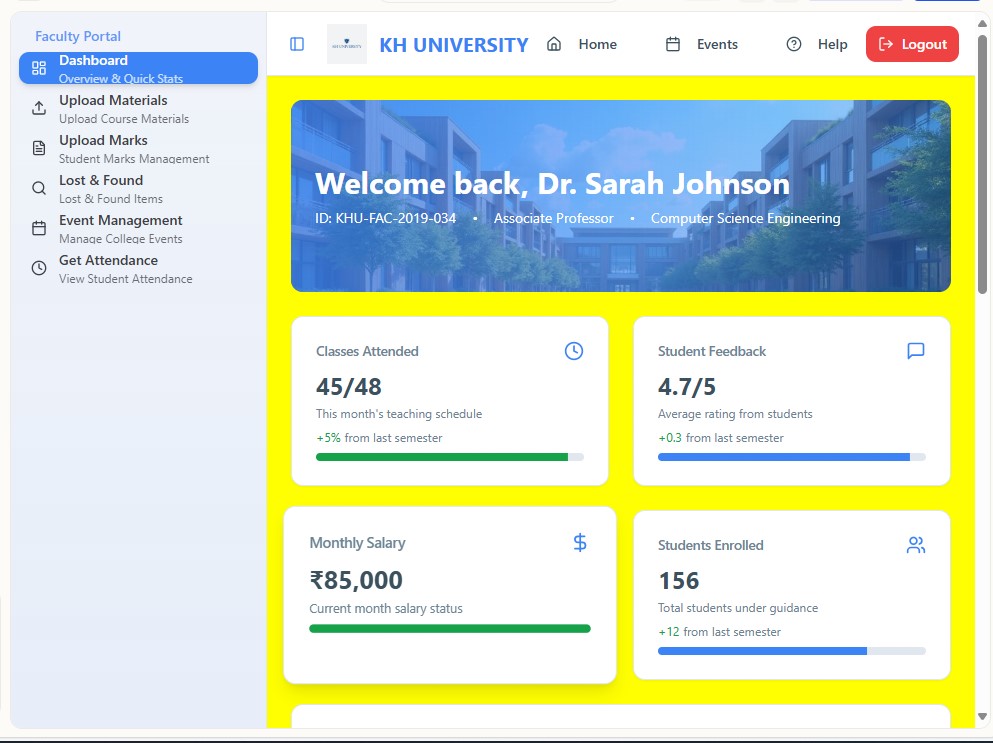 Faculty Portal
Dashboard
Overview & Quick Stats
Upload Materials
Upload Course Materials
Upload Marks
Student Marks Management
Lost & Found
Lost & Found Items
Event Management
Manage College Events
Get Attendance
View Student Attendance
KH UNIVERSITY
KH UNIVERSITY
Home
Events
Help
Logout
Welcome back, Dr. Sarah Johnson
ID: KHU-FAC-2019-034 • Associate Professor • Computer Science Engineering
Classes Attended
45/48
This month's teaching schedule
+5% from last semester
Student Feedback
4.7/5
Average rating from students
+0.3 from last semester
Monthly Salary
₹85,000
Current month salary status
Students Enrolled
156
Total students under guidance
+12 from last semester